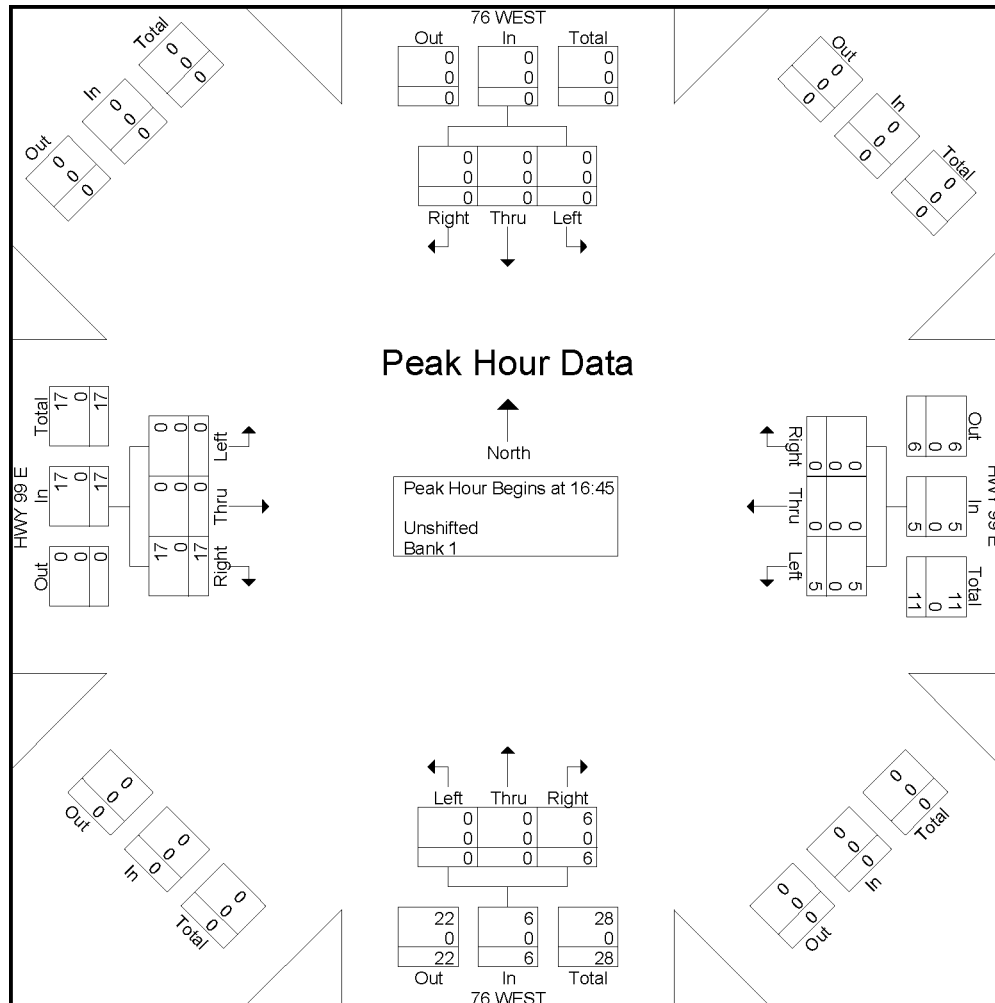 76 WEST
Out In Total
0 0 0
0 0 0
0 0 0
0 0 0
0 0 0
0 0 0
Right Thru Left
Out In Total
0 0 0
0 0 0
0 0 0
Out In Total
0 0 0
0 0 0
0 0 0
Peak Hour Data
North
Peak Hour Begins at 16:45
Unshifted
Bank 1
HWY 99 E
Total In Out
17 17 0
0 0 0
17 17 0
0 0 17
0 0 0
0 0 17
Left Thru Right
Right Thru Left
0 0 5
0 0 0
0 0 5
6 5 11
0 0 0
6 5 11
Out In Total
HWY 99 E
Left Thru Right
0 0 6
0 0 0
0 0 6
22 6 28
0 0 0
22 6 28
Out In Total
76 WEST
0 0 0
0 0 0
0 0 0
Out In Total
0 0 0
0 0 0
0 0 0
Out In Total